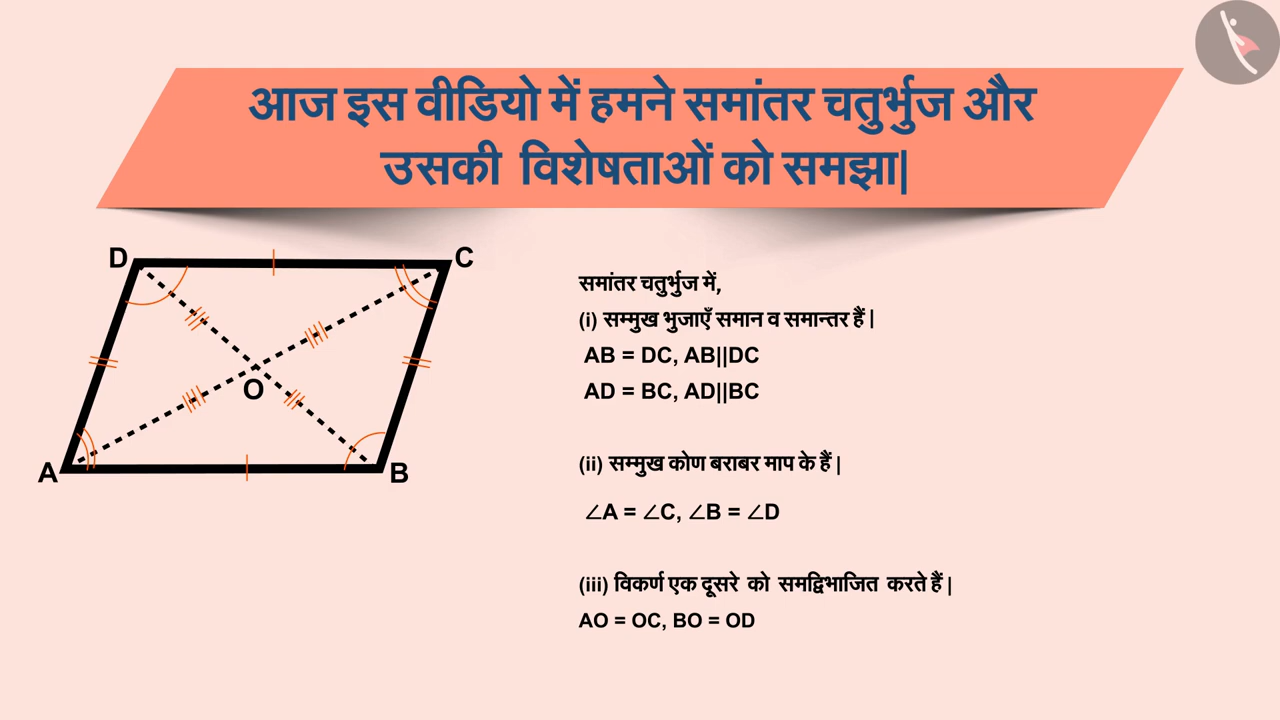 आज इस वीडियो में हमने समांतर चतुर्भुज और
उसकी विशेषताओं को समझा|
D
C
O
A
B
समांतर चतुर्भुज में,
(i) सम्मुख भुजाएँ समान व समान्तर हैं |
AB = DC, AB||DC
AD = BC, AD||BC
(ii) सम्मुख कोण बराबर माप के हैं |
∠A = ∠C, ∠B = ∠D
(iii) विकर्ण एक दूसरे को समद्विभाजित करते हैं |
AO = OC, BO = OD